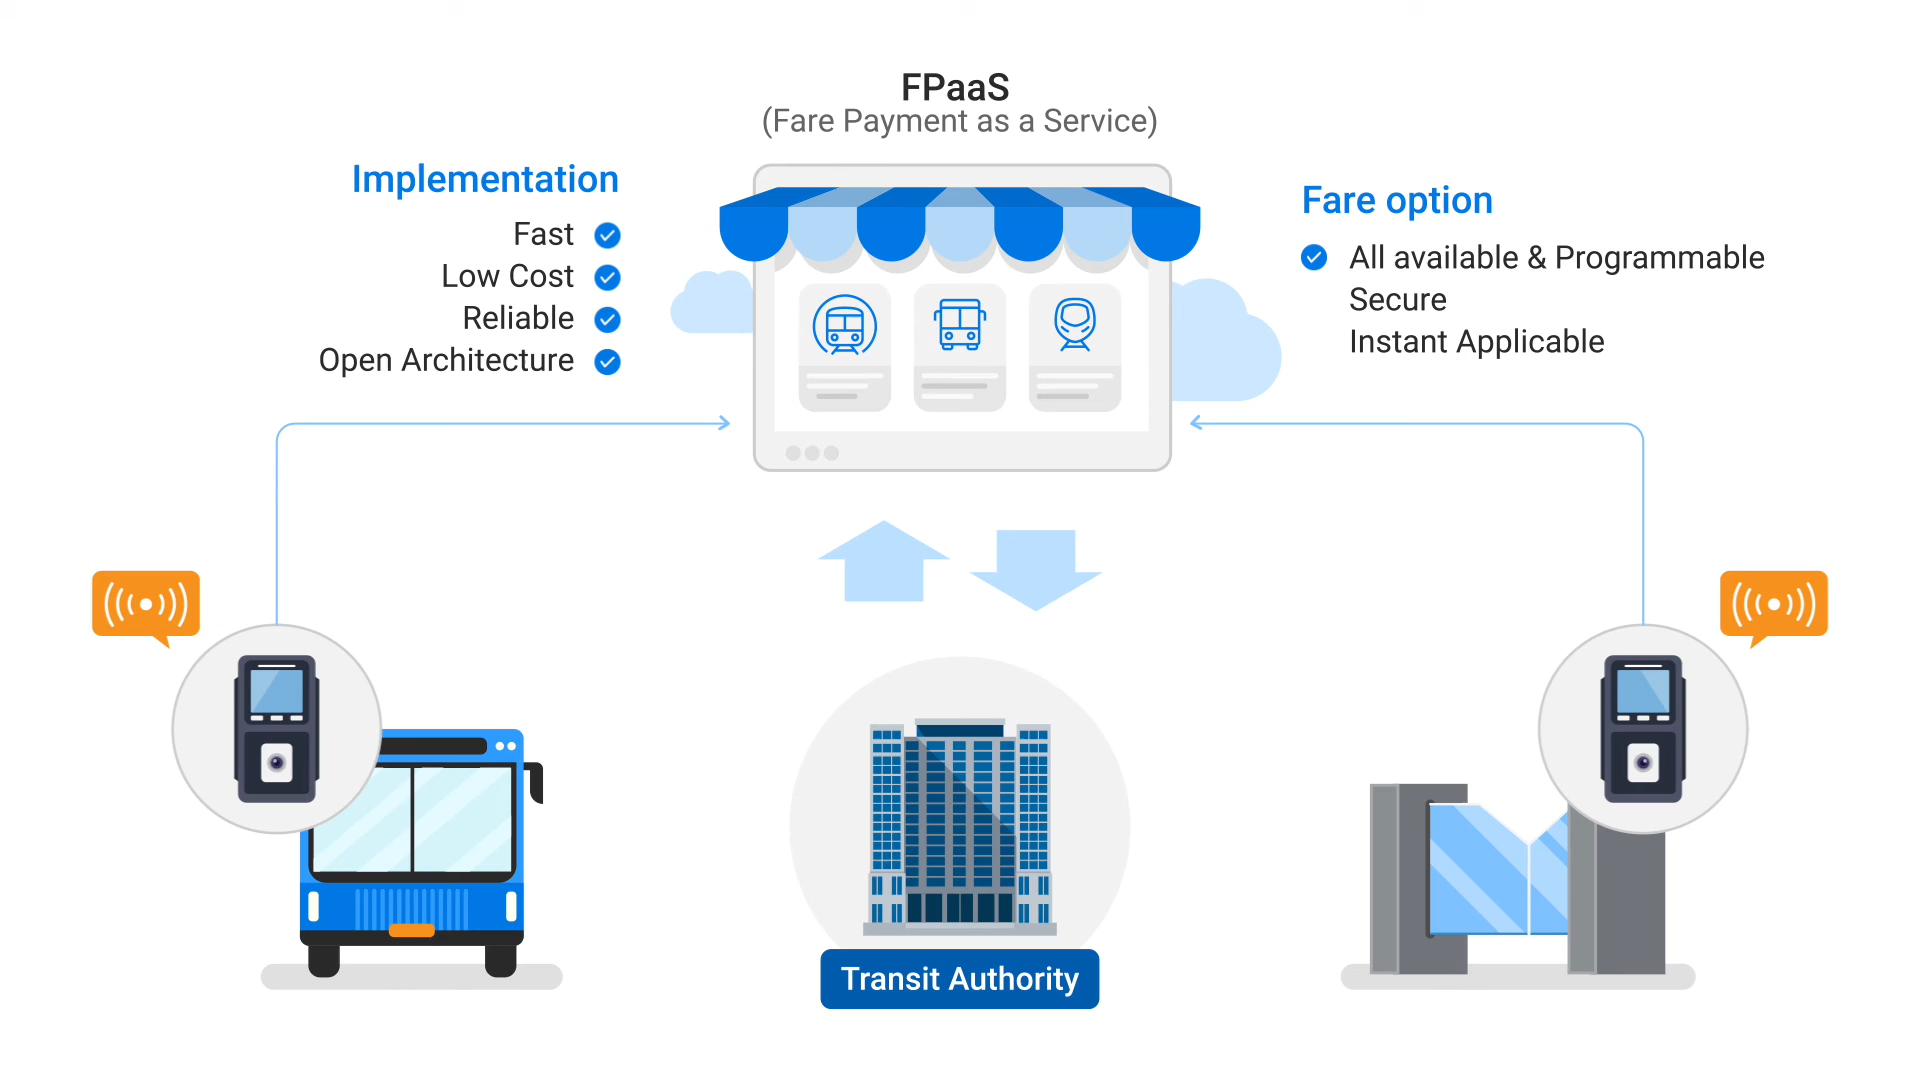 FPaaS
(Fare Payment as a Service)
Implementation
Fast
Low Cost
Reliable
Open Architecture
Fare option
All available & Programmable
Secure
Instant Applicable
Transit Authority